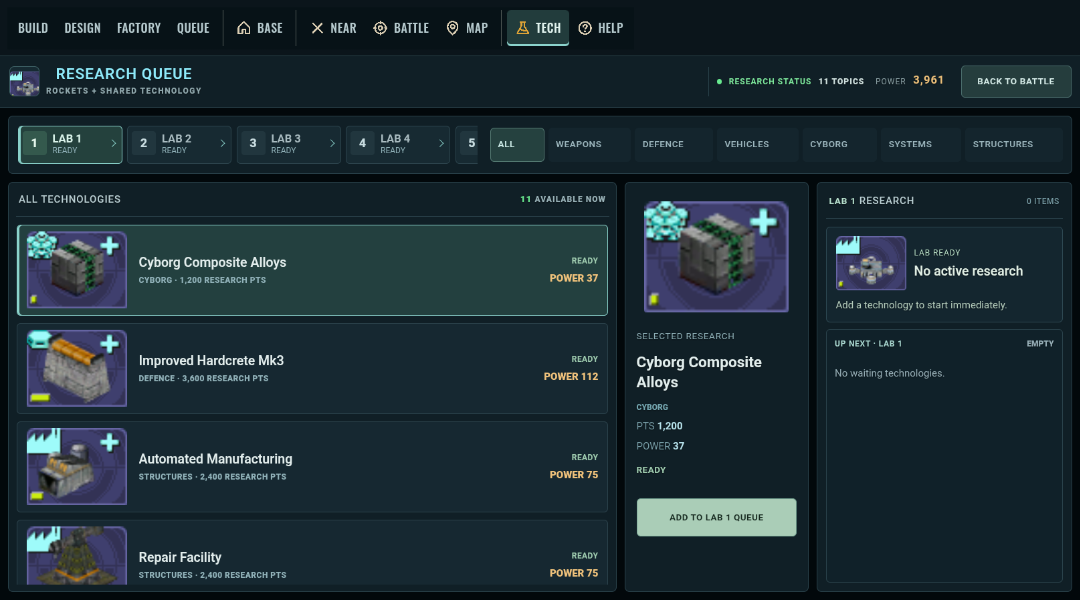 BUILD DESIGN FACTORY QUEUE BASE NEAR BATTLE MAP TECH HELP
RESEARCH QUEUE
ROCKETS + SHARED TECHNOLOGY
RESEARCH STATUS 11 TOPICS POWER 3,961 BACK TO BATTLE
1 LAB 1 READY
2 LAB 2 READY
3 LAB 3 READY
4 LAB 4 READY
5
ALL WEAPONS DEFENCE VEHICLES CYBORG SYSTEMS STRUCTURES
ALL TECHNOLOGIES 11 AVAILABLE NOW
Cyborg Composite Alloys
CYBORG · 1,200 RESEARCH PTS
READY
POWER 37
Improved Hardcrete Mk3
DEFENCE · 3,600 RESEARCH PTS
READY
POWER 112
Automated Manufacturing
STRUCTURES · 2,400 RESEARCH PTS
READY
POWER 75
Repair Facility
STRUCTURES · 2,400 RESEARCH PTS
READY
POWER 75
SELECTED RESEARCH
Cyborg Composite
Alloys
CYBORG
PTS 1,200
POWER 37
READY
ADD TO LAB 1 QUEUE
LAB 1 RESEARCH 0 ITEMS
LAB READY
No active research
Add a technology to start immediately.
UP NEXT · LAB 1 EMPTY
No waiting technologies.